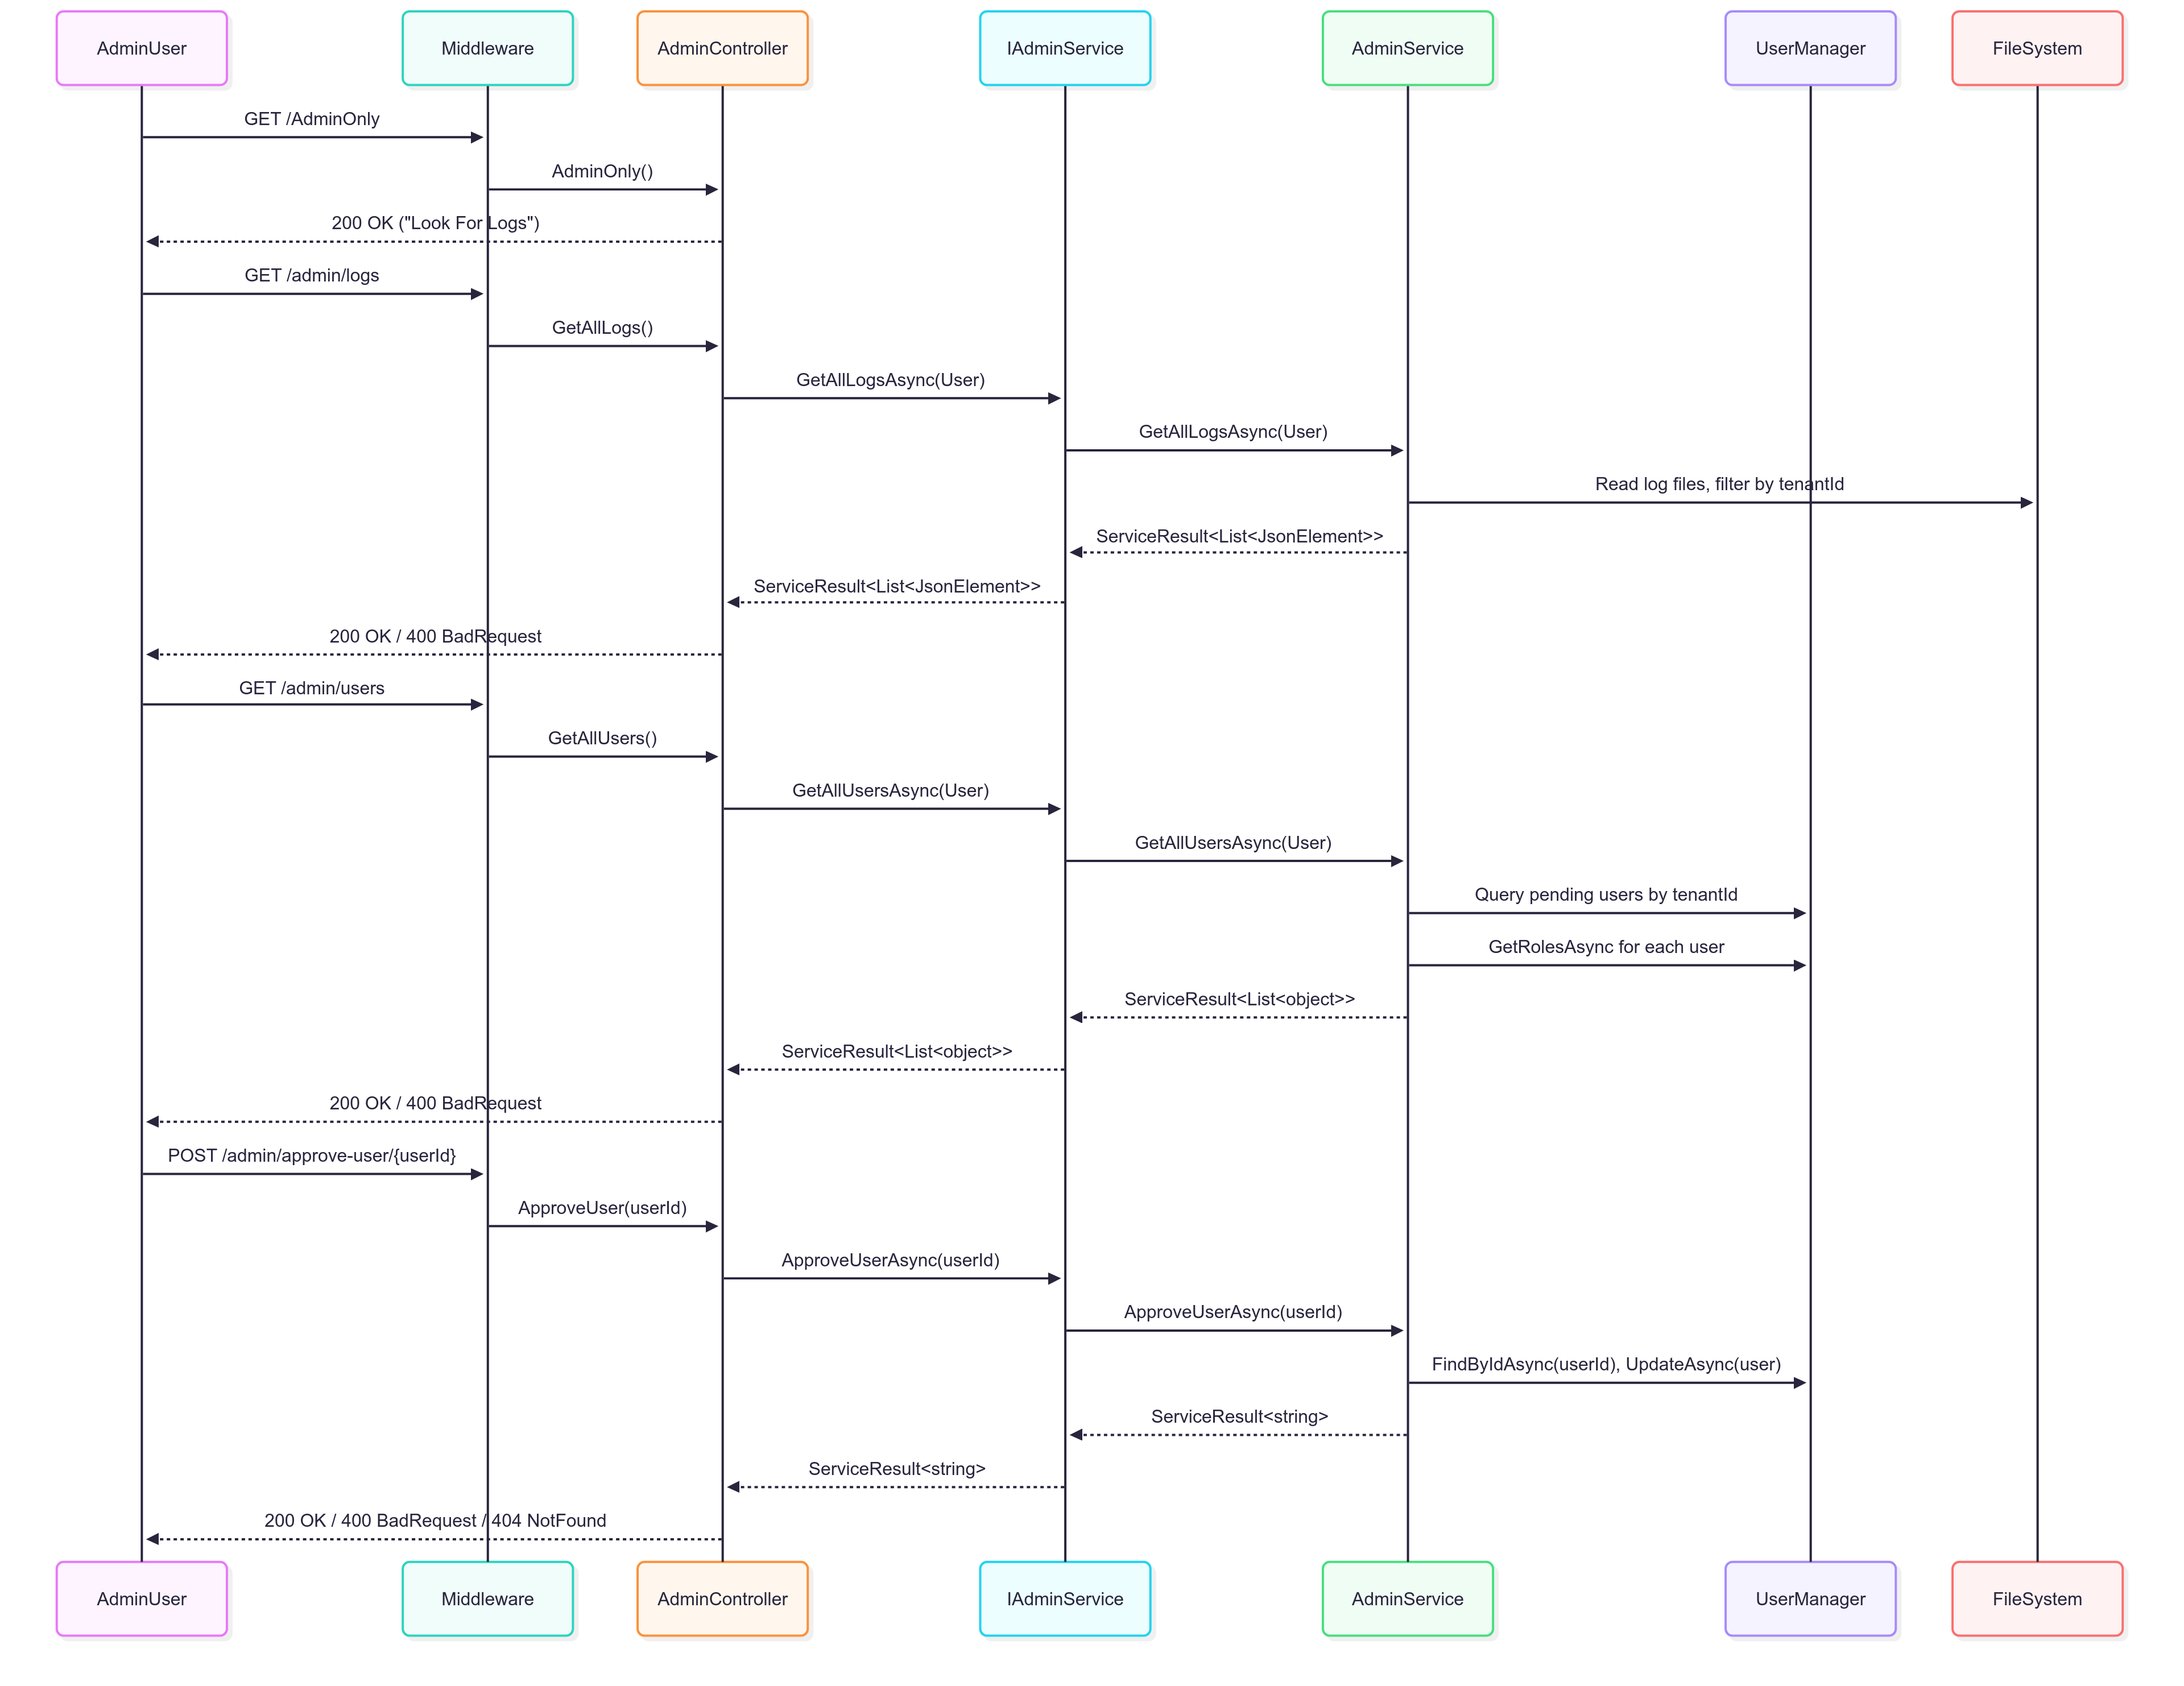 AdminUser
Middleware
AdminController
IAdminService
AdminService
UserManager
FileSystem
GET /AdminOnly
AdminOnly()
200 OK ("Look For Logs")
GET /admin/logs
GetAllLogs()
GetAllLogsAsync(User)
GetAllLogsAsync(User)
Read log files, filter by tenantId
ServiceResult<List<JsonElement>>
ServiceResult<List<JsonElement>>
200 OK / 400 BadRequest
GET /admin/users
GetAllUsers()
GetAllUsersAsync(User)
GetAllUsersAsync(User)
Query pending users by tenantId
GetRolesAsync for each user
ServiceResult<List<object>>
ServiceResult<List<object>>
200 OK / 400 BadRequest
POST /admin/approve-user/{userId}
ApproveUser(userId)
ApproveUserAsync(userId)
ApproveUserAsync(userId)
FindByIdAsync(userId), UpdateAsync(user)
ServiceResult<string>
ServiceResult<string>
200 OK / 400 BadRequest / 404 NotFound
AdminUser
Middleware
AdminController
IAdminService
AdminService
UserManager
FileSystem